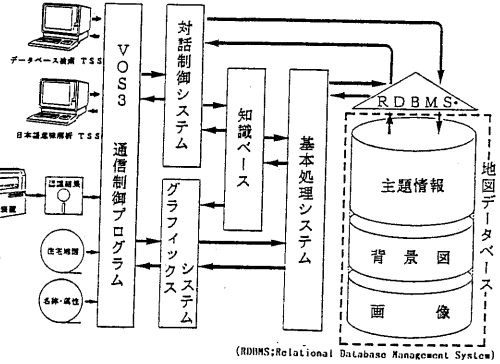 データベース検索 TSS
日本語意味解析 TSS
装置
認識結果
住宅地図
名称・属性
VOS3 通信制御プログラム
対話制御システム
グラフィックスシステム
知識ベース
基本処理システム
RDBMS*
主題情報
背景図
画像
地図データベース
(RDBMS;Relational Database Management System)